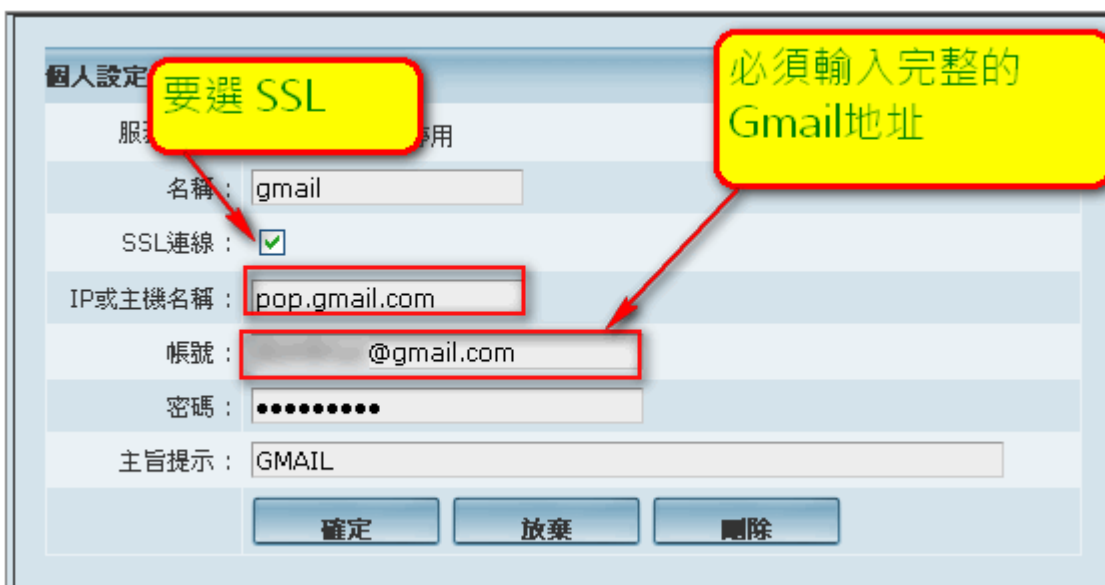 個人設定
要選 SSL
必須輸入完整的
Gmail地址
服 用
名稱： gmail
SSL連線：
IP或主機名稱： pop.gmail.com
帳號： @gmail.com
密碼： •••••••••
主旨提示： GMAIL
確定 放棄 刪除